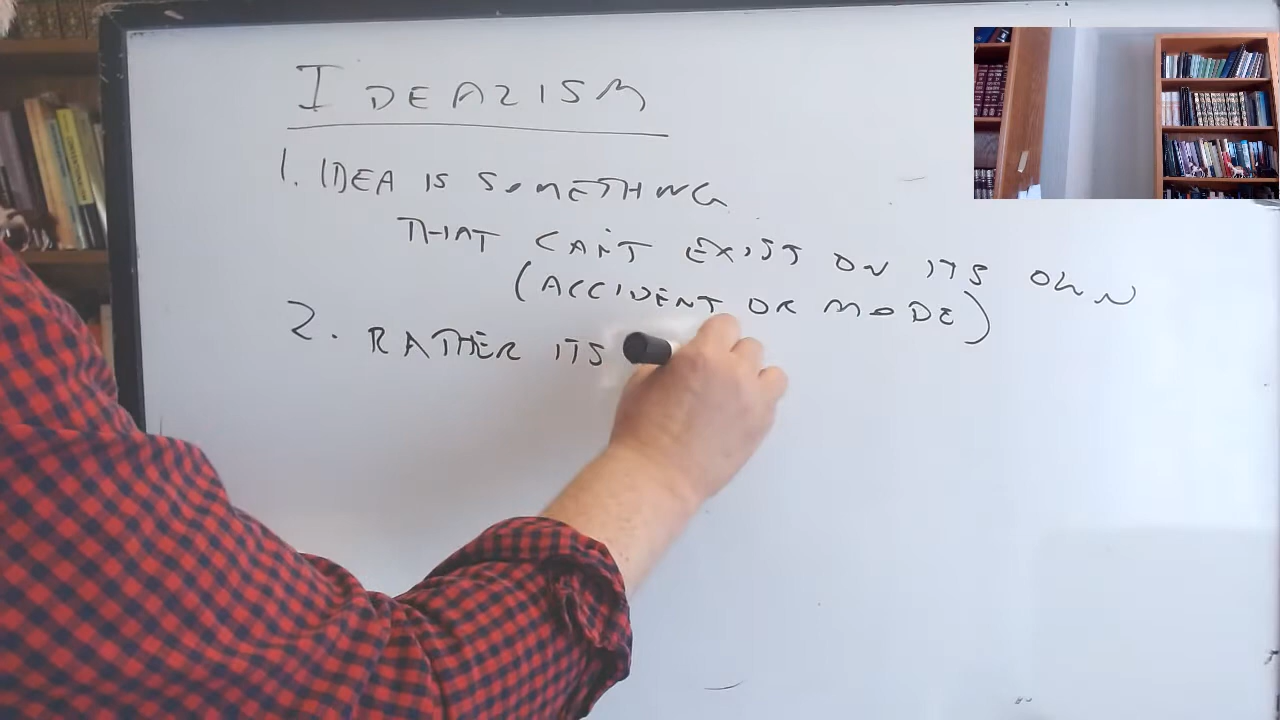 IDEALISM
1. IDEA IS SOMETHING
THAT CAN'T EXIST ON ITS OWN
(ACCIDENT OR MODE)
2. RATHER ITS